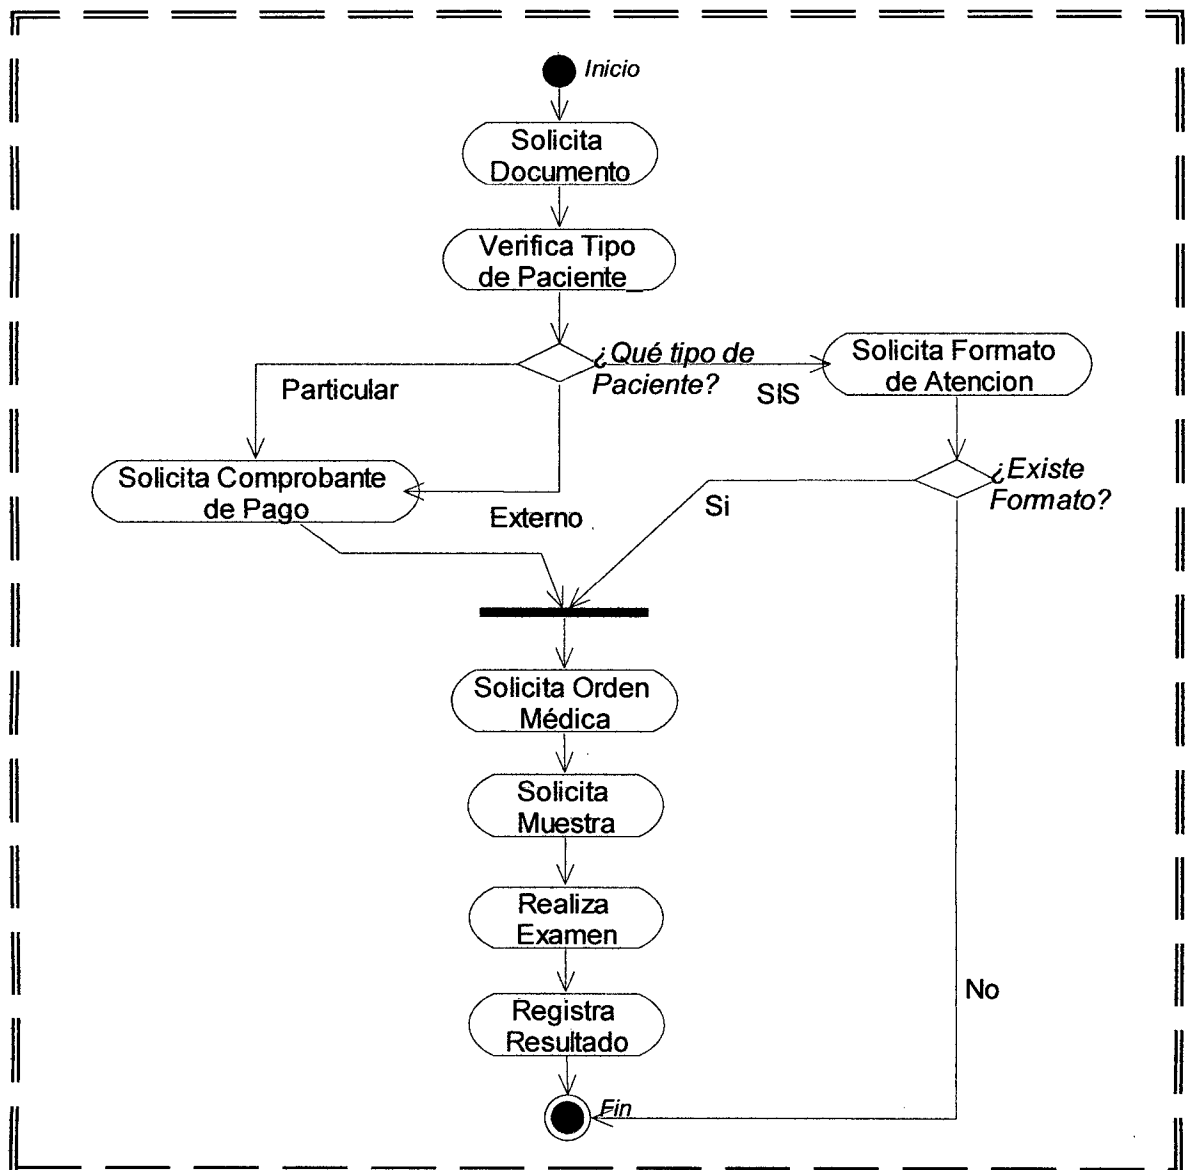 Inicio
Solicita
Documento
Verifica Tipo
de Paciente_
¿Qué tipo de
Paciente?
Particular
SIS
Solicita Formato
de Atencion
Solicita Comprobante
de Pago
Externo
Si
¿Existe
Formato?
Solicita Orden
Médica
Solicita
Muestra
Realiza
Examen
Registra
Resultado
No
Fin